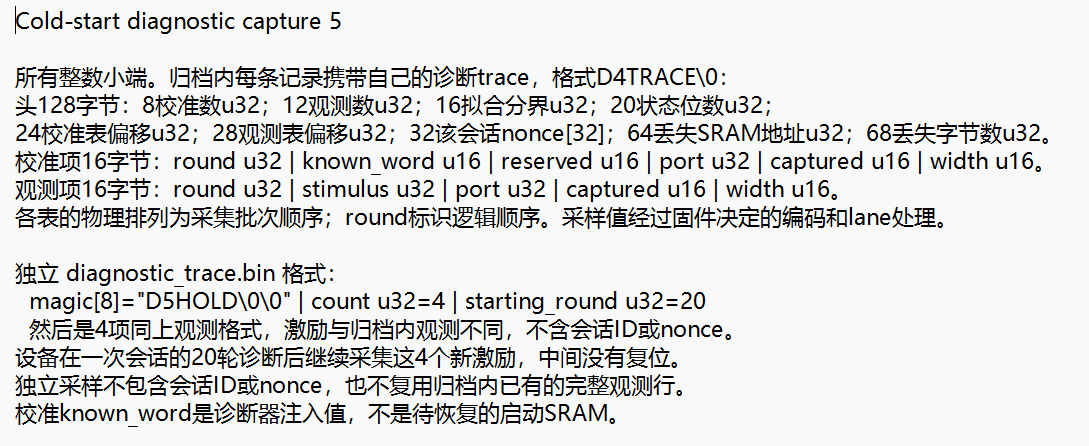 Cold-start diagnostic capture 5
所有整数小端。归档内每条记录携带自己的诊断trace，格式D4TRACE\0：
头128字节：8校准数u32；12观测数u32；16拟合分界u32；20状态位数u32；
24校准表偏移u32；28观测表偏移u32；32该会话nonce[32]；64丢失SRAM地址u32；68丢失字节数u32。
校准项16字节：round u32 | known_word u16 | reserved u16 | port u32 | captured u16 | width u16。
观测项16字节：round u32 | stimulus u32 | port u32 | captured u16 | width u16。
各表的物理排列为采集批次顺序；round标识逻辑顺序。采样值经过固件决定的编码和lane处理。
独立 diagnostic_trace.bin 格式：
magic[8]="D5HOLD\0\0" | count u32=4 | starting_round u32=20
然后是4项同上观测格式，激励与归档内观测不同，不含会话ID或nonce。
设备在一次会话的20轮诊断后继续采集这4个新激励，中间没有复位。
独立采样不包含会话ID或nonce，也不复用归档内已有的完整观测行。
校准known_word是诊断器注入值，不是待恢复的启动SRAM。